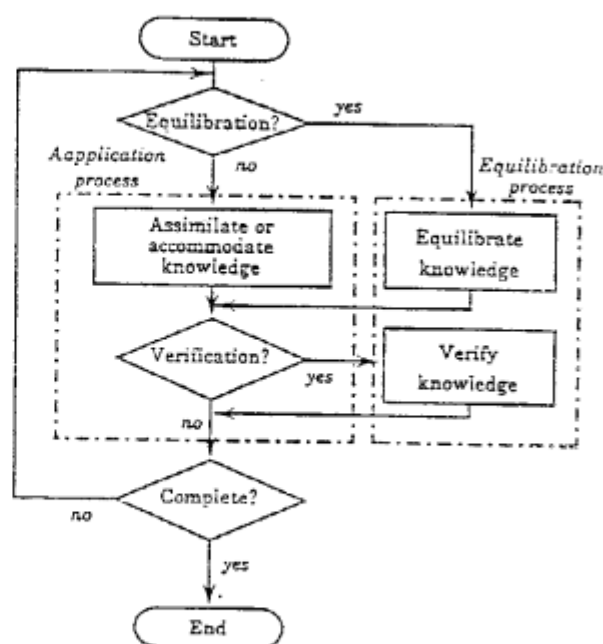 Start
Equilibration?
yes
Aapplication
process
no
Equilibration
process
Assimilate or
accommodate
knowledge
Equilibrate
knowledge
Verification?
yes
Verify
knowledge
no
Complete?
no
yes
End